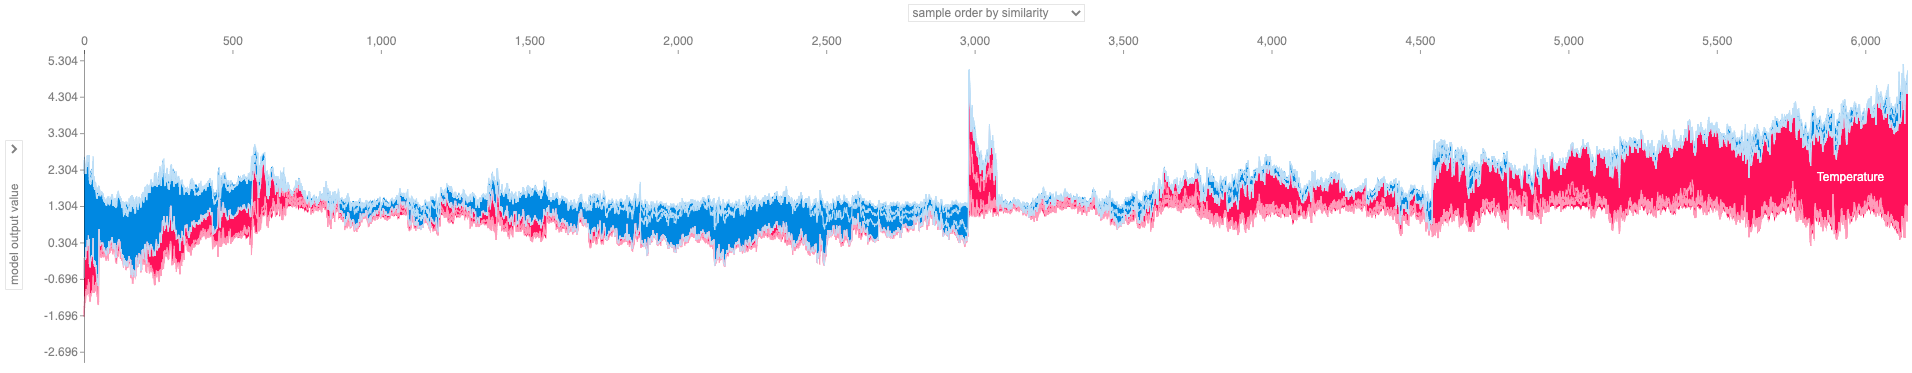 sample order by similarity
0 500 1,000 1,500 2,000 2,500 3,000 3,500 4,000 4,500 5,000 5,500 6,000
5.304
4.304
3.304
2.304
1.304
0.304
-0.696
-1.696
-2.696
model output value
Temperature